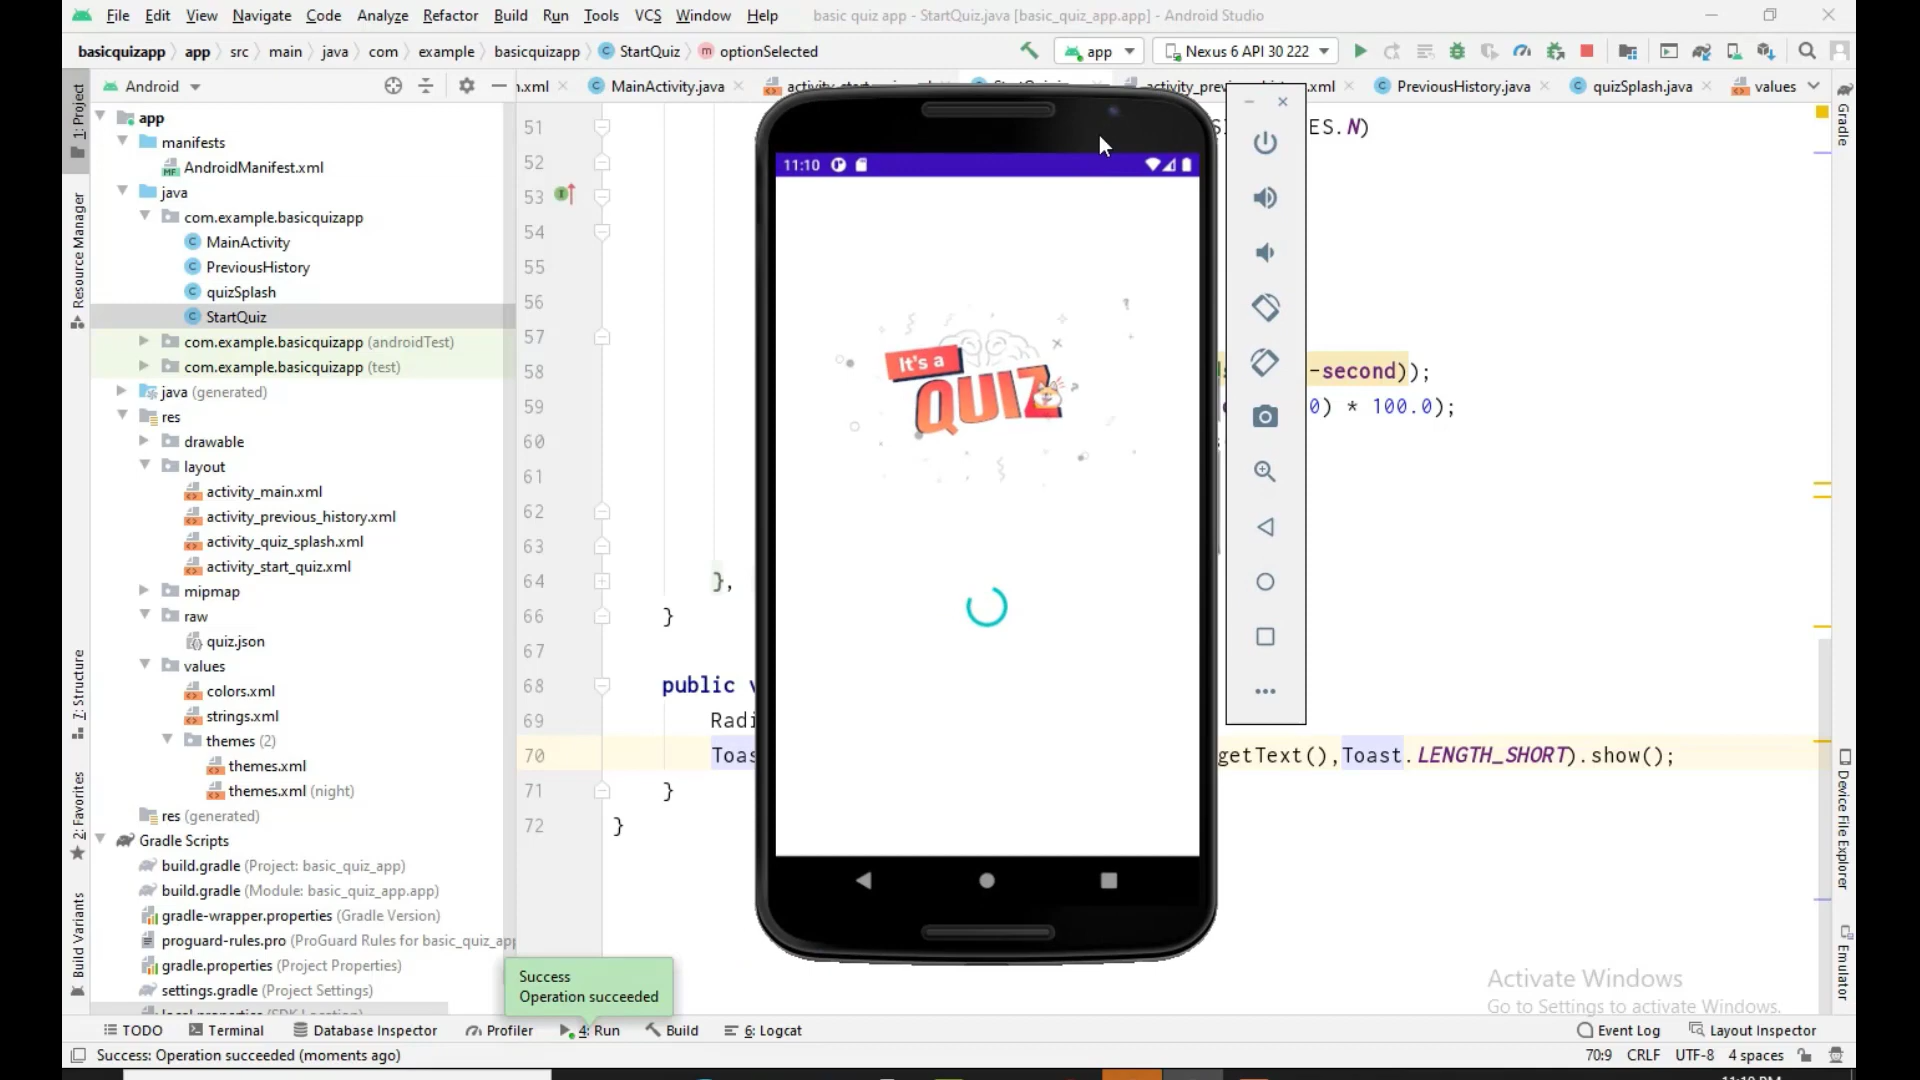 File Edit View Navigate Code Analyze Refactor Build Run Tools VCS Window Help basic quiz app - StartQuiz.java [basic_quiz_app.app] - Android Studio
basicquizapp app src main java com example basicquizapp StartQuiz optionSelected app Nexus 6 API 30 222
Android .xml MainActivity.java PreviousHistory.java quizSplash.java values
1: Project
Resource Manager
7: Structure
2: Favorites
Build Variants
app
manifests
AndroidManifest.xml
java
com.example.basicquizapp
MainActivity
PreviousHistory
quizSplash
StartQuiz
com.example.basicquizapp (androidTest)
com.example.basicquizapp (test)
java (generated)
res
drawable
layout
activity_main.xml
activity_previous_history.xml
activity_quiz_splash.xml
activity_start_quiz.xml
mipmap
raw
quiz.json
values
colors.xml
strings.xml
themes (2)
themes.xml
themes.xml (night)
res (generated)
Gradle Scripts
build.gradle (Project: basic_quiz_app)
build.gradle (Module: basic_quiz_app.app)
gradle-wrapper.properties (Gradle Version)
proguard-rules.pro (ProGuard Rules for basic_quiz_app
gradle.properties (Project Properties)
settings.gradle (Project Settings)
51 ES.N)
52
53
54
55
56
57
58 -second));
59 0) * 100.0);
60
61
62
63
64 },
66 }
67
68 public v
69 Radi
70 Toas getText(),Toast.LENGTH_SHORT).show();
71 }
72 }
11:10
It's a
QUIZ
Gradle
Device File Explorer
Emulator
Success
Operation succeeded
Activate Windows
Go to Settings to activate Windows.
TODO Terminal Database Inspector Profiler 4: Run Build 6: Logcat Event Log Layout Inspector
Success: Operation succeeded (moments ago) 70:9 CRLF UTF-8 4 spaces